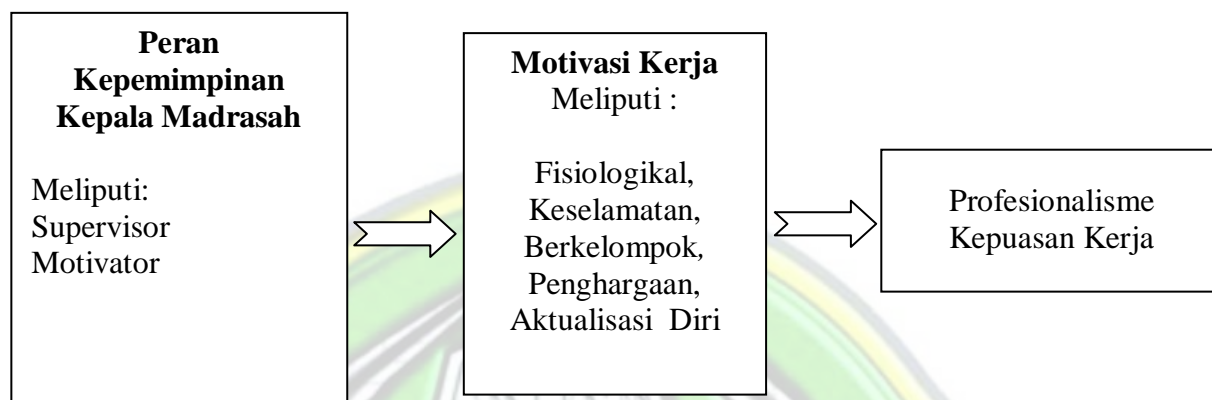 Peran
Kepemimpinan
Kepala Madrasah
Meliputi:
Supervisor
Motivator
Motivasi Kerja
Meliputi :
Fisiologikal,
Keselamatan,
Berkelompok,
Penghargaan,
Aktualisasi Diri
Profesionalisme
Kepuasan Kerja